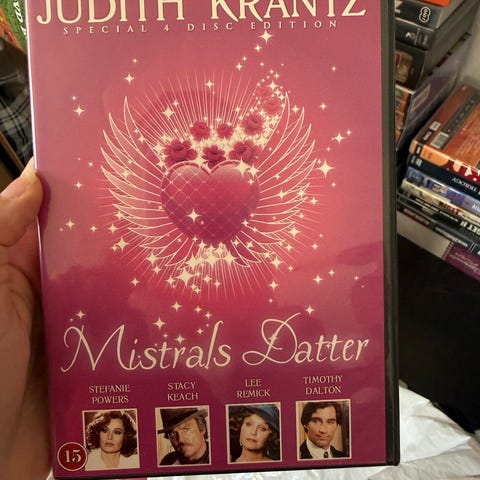 JUDITH KRANTZ
SPECIAL 4 DISC EDITION
Mistrals Datter
STEFANIE
POWERS
STACY
KEACH
LEE
REMICK
TIMOTHY
DALTON
15